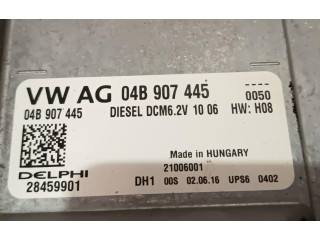 VW AG 04B 907 445 0050
04B 907 445 DIESEL DCM6.2V 10 06 HW: H08
Made in HUNGARY
DELPHI 21006001
28459901 DH1 00S 02.06.16 UPS6 0402